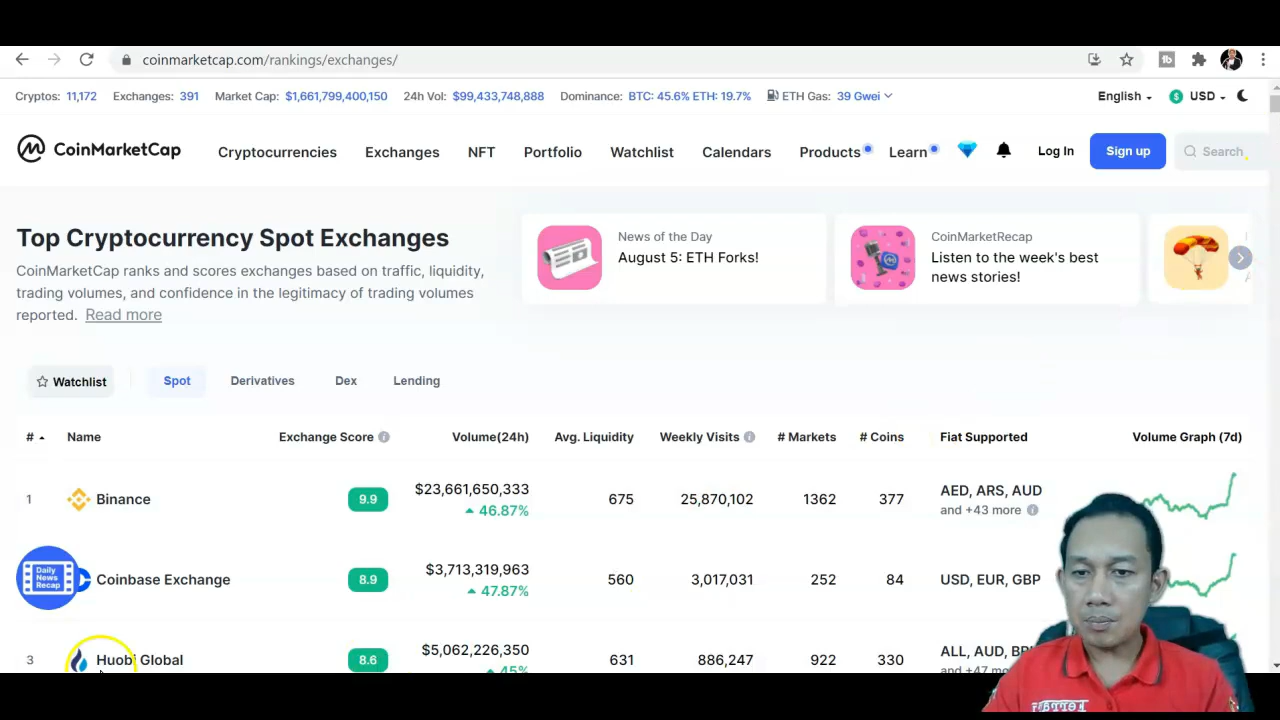 coinmarketcap.com/rankings/exchanges/
Cryptos: 11,172 Exchanges: 391 Market Cap: $1,661,799,400,150 24h Vol: $99,433,748,888 Dominance: BTC: 45.6% ETH: 19.7% ETH Gas: 39 Gwei English USD
CoinMarketCap Cryptocurrencies Exchanges NFT Portfolio Watchlist Calendars Products Learn Log In Sign up Search
Top Cryptocurrency Spot Exchanges
CoinMarketCap ranks and scores exchanges based on traffic, liquidity,
trading volumes, and confidence in the legitimacy of trading volumes
reported. Read more
News of the Day
August 5: ETH Forks!
CoinMarketRecap
Listen to the week's best
news stories!
Watchlist Spot Derivatives Dex Lending
# Name Exchange Score Volume(24h) Avg. Liquidity Weekly Visits # Markets # Coins Fiat Supported Volume Graph (7d)
1 Binance 9.9 $23,661,650,333 675 25,870,102 1362 377 AED, ARS, AUD
46.87% and +43 more
Daily
News
Recap
Coinbase Exchange 8.9 $3,713,319,963 560 3,017,031 252 84 USD, EUR, GBP
47.87%
3 Huobi Global 8.6 $5,062,226,350 631 886,247 922 330 ALL, AUD,
45% and +47